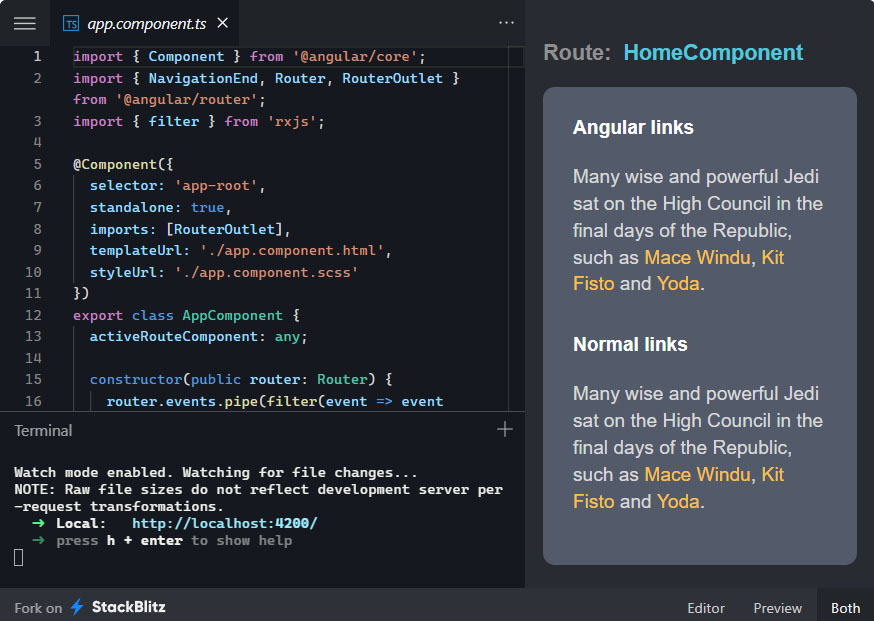 app.component.ts
1 import { Component } from '@angular/core';
2 import { NavigationEnd, Router, RouterOutlet }
from '@angular/router';
3 import { filter } from 'rxjs';
4
5 @Component({
6 selector: 'app-root',
7 standalone: true,
8 imports: [RouterOutlet],
9 templateUrl: './app.component.html',
10 styleUrl: './app.component.scss'
11 })
12 export class AppComponent {
13 activeRouteComponent: any;
14
15 constructor(public router: Router) {
16 router.events.pipe(filter(event => event
Terminal
Watch mode enabled. Watching for file changes...
NOTE: Raw file sizes do not reflect development server per
-request transformations.
➜ Local: http://localhost:4200/
➜ press h + enter to show help
Route: HomeComponent
Angular links
Many wise and powerful Jedi
sat on the High Council in the
final days of the Republic,
such as Mace Windu, Kit
Fisto and Yoda.
Normal links
Many wise and powerful Jedi
sat on the High Council in the
final days of the Republic,
such as Mace Windu, Kit
Fisto and Yoda.
Fork on StackBlitz
Editor Preview Both